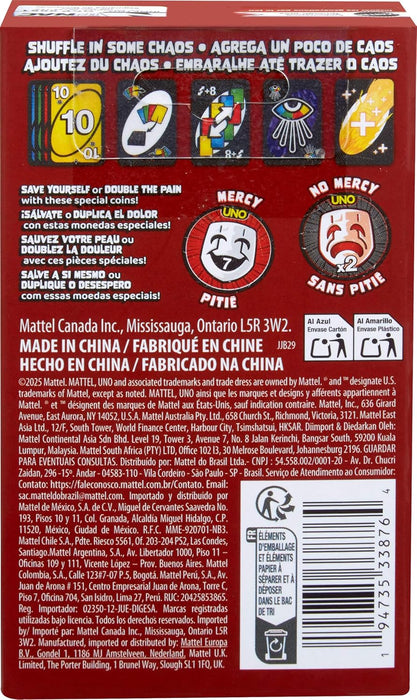 SHUFFLE IN SOME CHAOS • AGREGA UN POCO DE CAOS
AJOUTEZ DU CHAOS • EMBARALHE ATÉ TRAZER O CAOS
10
10
10
8+8
8+8
SAVE YOURSELF OR DOUBLE THE PAIN
with these special coins!
¡SÁLVATE O DUPLICA EL DOLOR
con estas monedas especiales!
SAUVEZ VOTRE PEAU OU
DOUBLEZ LA DOULEUR
avec ces pièces spéciales!
SALVE A SI MESMO OU
DUPLIQUE O DESESPERO
com essas moedas especiais!
MERCY
UNO
7
PITIÉ
NO MERCY
UNO
x2
SANS PITIÉ
Mattel Canada Inc., Mississauga, Ontario L5R 3W2.
MADE IN CHINA / FABRIQUÉ EN CHINE
HECHO EN CHINA / FABRICADO NA CHINA
JJB29
Al Azul
Envase Cartón
Al Amarillo
Envase Plástico
©2025 Mattel. MATTEL, UNO and associated trademarks and trade dress are owned by Mattel. ® and ™ designate U.S.
trademarks of Mattel, except as noted. MATTEL, UNO ainsi que les marques et images y afférentes appartiennent à
Mattel. ® et ™ désignent des marques de Mattel aux États-Unis, sauf indication contraire. Mattel, Inc., 636 Girard
Avenue, East Aurora, NY 14052, U.S.A. Mattel Australia Pty. Ltd., 658 Church St., Richmond, Victoria, 3121. Mattel East
Asia Ltd., 12/F, South Tower, World Finance Center, Harbour City, Tsimshatsui, HKSAR. Diimport & Diedarkan Oleh:
Mattel Continental Asia Sdn Bhd. Level 19, Tower 3, Avenue 7, No. 8 Jalan Kerinchi, Bangsar South, 59200 Kuala
Lumpur, Malaysia. Mattel South Africa (PTY) LTD, Office 102 I3, 30 Melrose Boulevard, Johannesburg 2196. GUARDAR
PARA EVENTUAIS CONSULTAS. Distribuído por: Mattel do Brasil Ltda. - CNPJ : 54.558.002/0001-20 - Av. Dr. Chucri
Zaidan, 296 -15º. Andar - 04583-110 - Vila Cordeiro – São Paulo - SP – Brasil. Serviço de Atendimento ao Consumidor:
https://faleconosco.mattel.com.br/Contato. Email:
sac.matteldobrazil@mattel.com. Importado y distribuido por
Mattel de México, S.A. de C.V., Miguel de Cervantes Saavedra No.
193, Pisos 10 y 11, Col. Granada, Alcaldía Miguel Hidalgo, C.P.
11520, Ciudad de México. R.F.C. MME-920701-NB3.
Mattel Chile SpA, Pdte. Riesco 5561, Of. 203-204 PS2, Las Condes,
Santiago. Mattel Argentina S.A., Av. Libertador 1000, Piso 11 –
Oficinas 109 y 111, Vicente López – Prov. Buenos Aires. Mattel
Colombia, S.A., Calle 123#7-07 P.5, Bogotá. Mattel Perú, S.A., Av.
Juan de Arona # 151, Centro Empresarial Juan de Arona, Torre C,
Piso 7, Oficina 704, San Isidro, Lima 27, Perú. RUC: 20425853865.
Reg. Importador: 02350-12-JUE-DIGESA. Marcas registradas
utilizadas bajo licencia. Todos los derechos reservados. Imported
by/ Importé par: Mattel Canada Inc., Mississauga, Ontario L5R
3W2. Manufactured, imported or distributed by: Mattel Europa
B.V., Gondel 1, 1186 MJ Amstelveen, Nederland. Mattel U.K.
Limited, The Porter Building, 1 Brunel Way, Slough SL1 1FQ, UK.
FR
ÉLÉMENTS
D'EMBALLAGE
ET ÉLÉMENTS
PAPIER À
SÉPARER ET À
DÉPOSER
DANS LE BAC
DE TRI
1 94735 33876 4